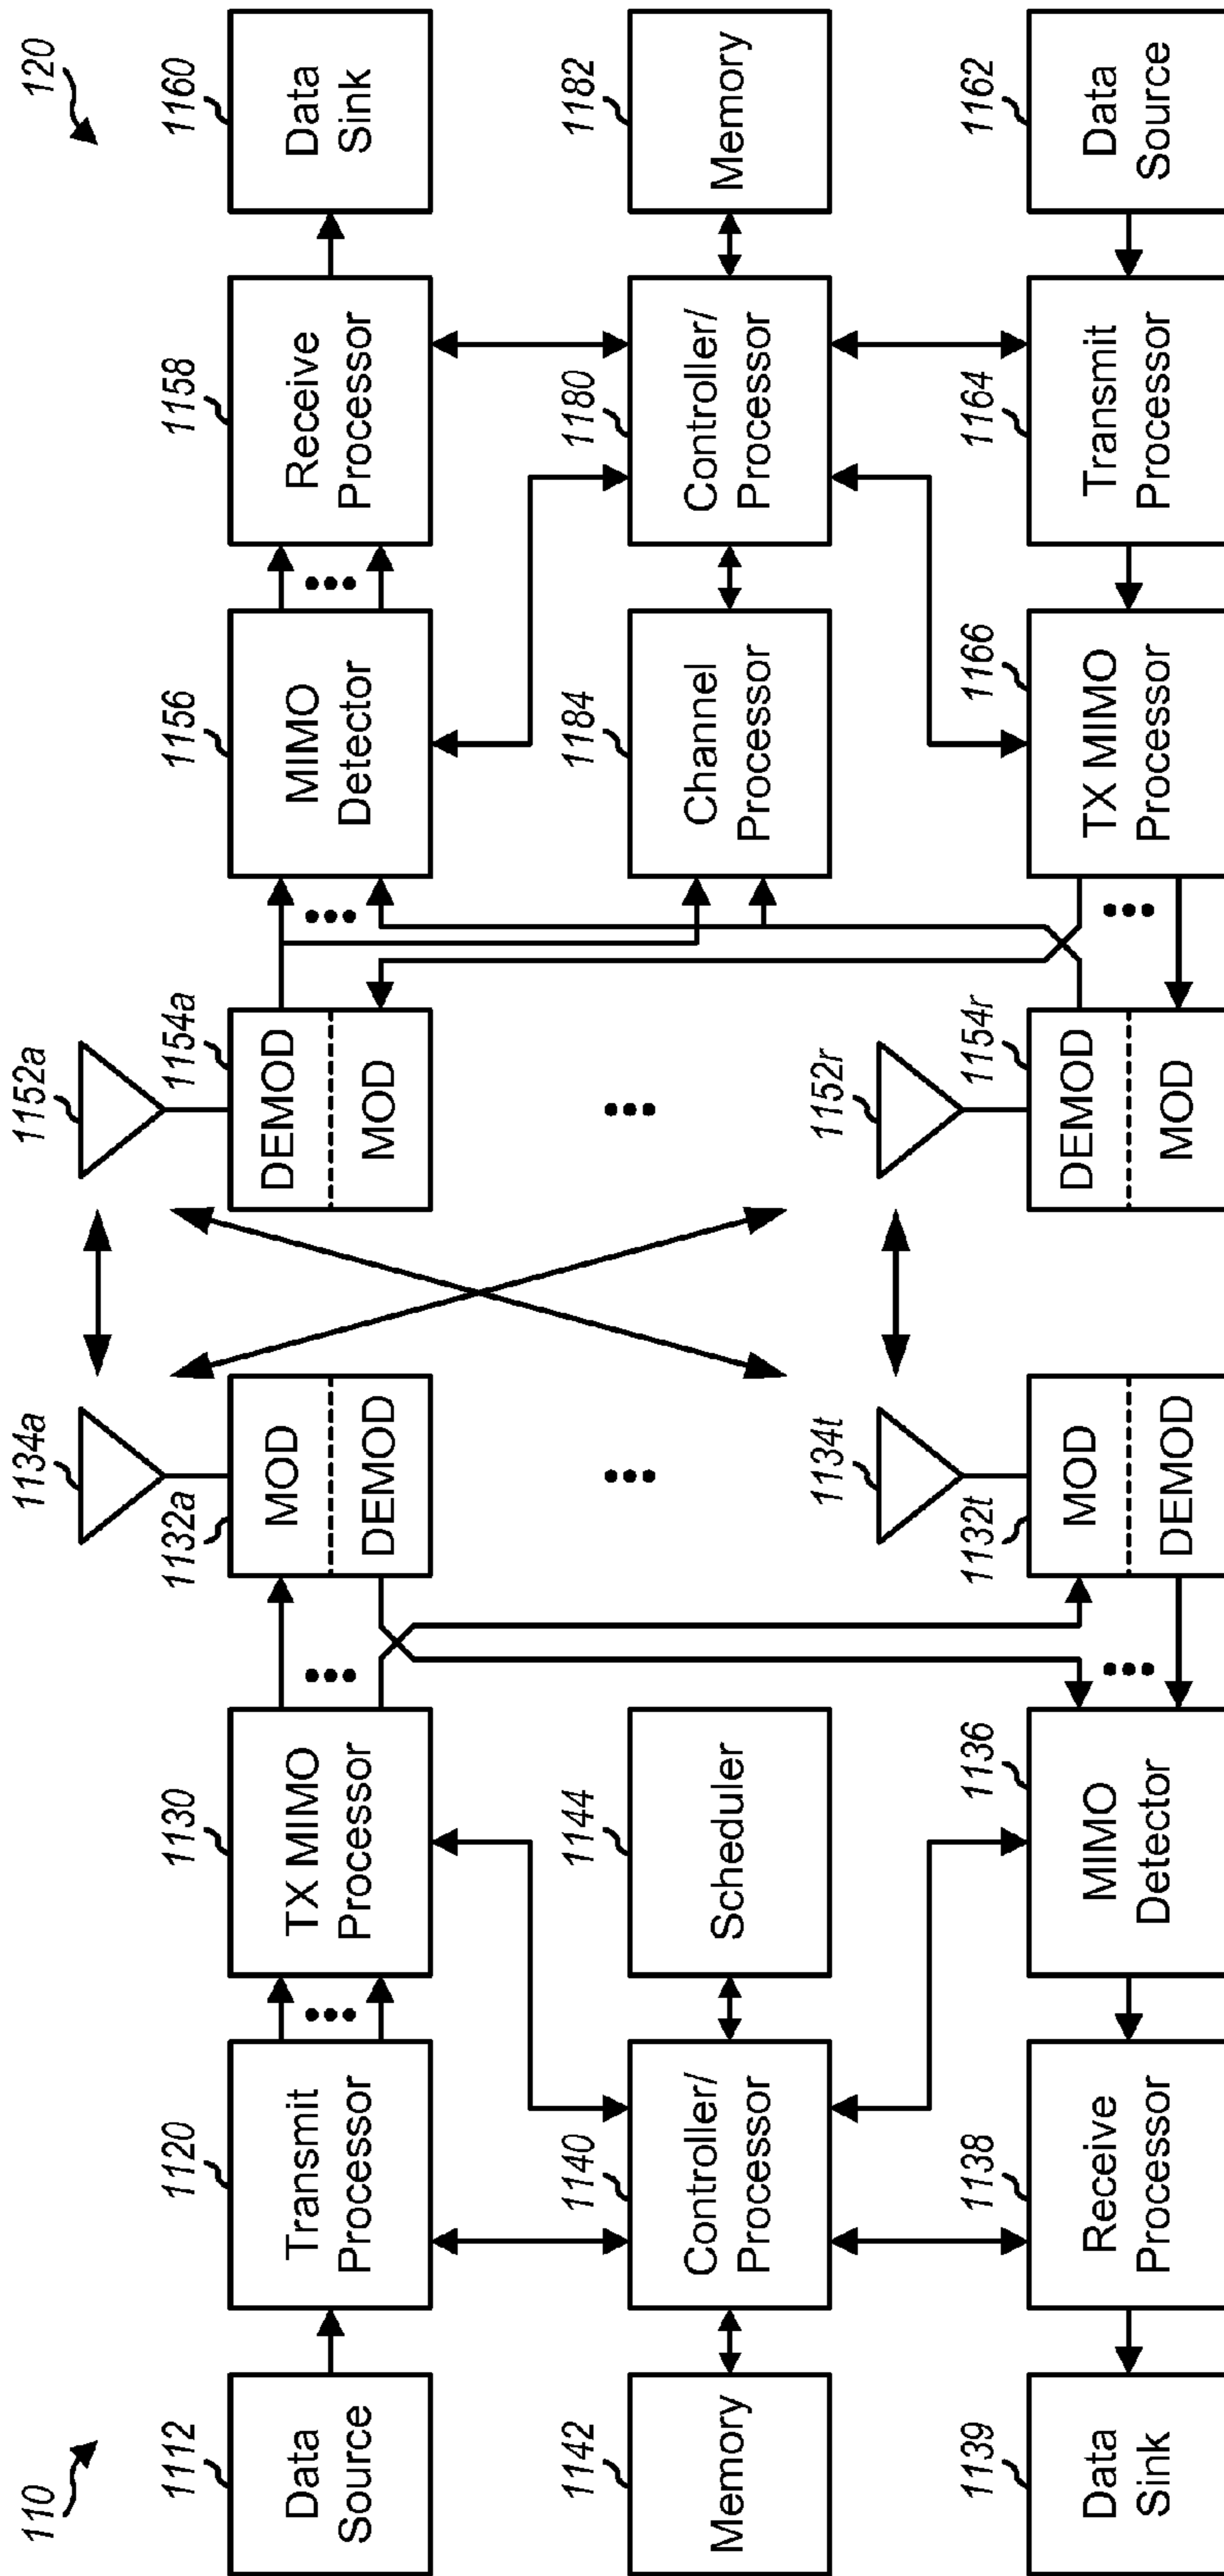 110
120
1112
Data
Source
1120
Transmit
Processor
1130
TX MIMO
Processor
1132a
MOD
DEMOD
1134a
1152a
1154a
DEMOD
MOD
1156
MIMO
Detector
1158
Receive
Processor
1160
Data
Sink
1142
Memory
1140
Controller/
Processor
1144
Scheduler
1184
Channel
Processor
1180
Controller/
Processor
1182
Memory
1139
Data
Sink
1138
Receive
Processor
1136
MIMO
Detector
1132t
MOD
DEMOD
1134t
1152r
1154r
DEMOD
MOD
1166
TX MIMO
Processor
1164
Transmit
Processor
1162
Data
Source